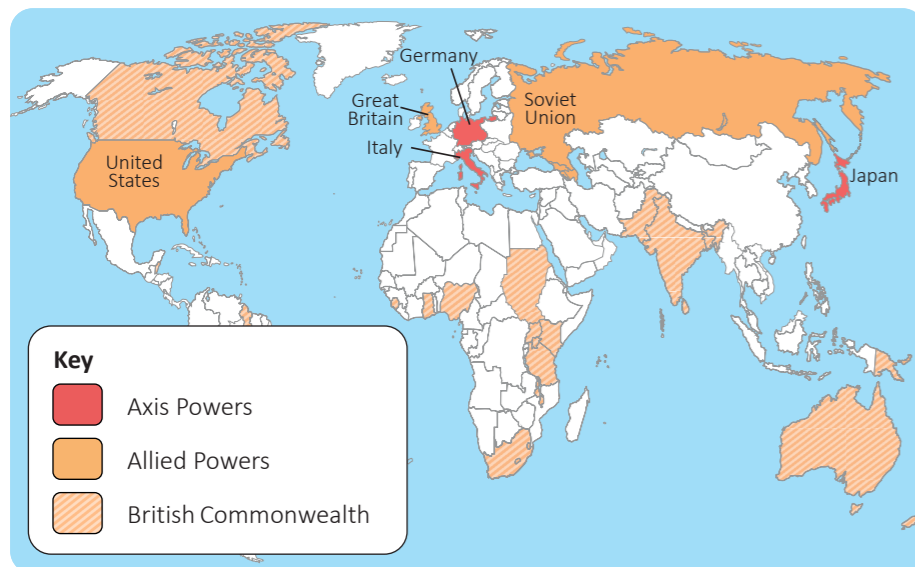 Germany
Great
Britain
Italy
Soviet
Union
United
States
Japan
Key
Axis Powers
Allied Powers
British Commonwealth